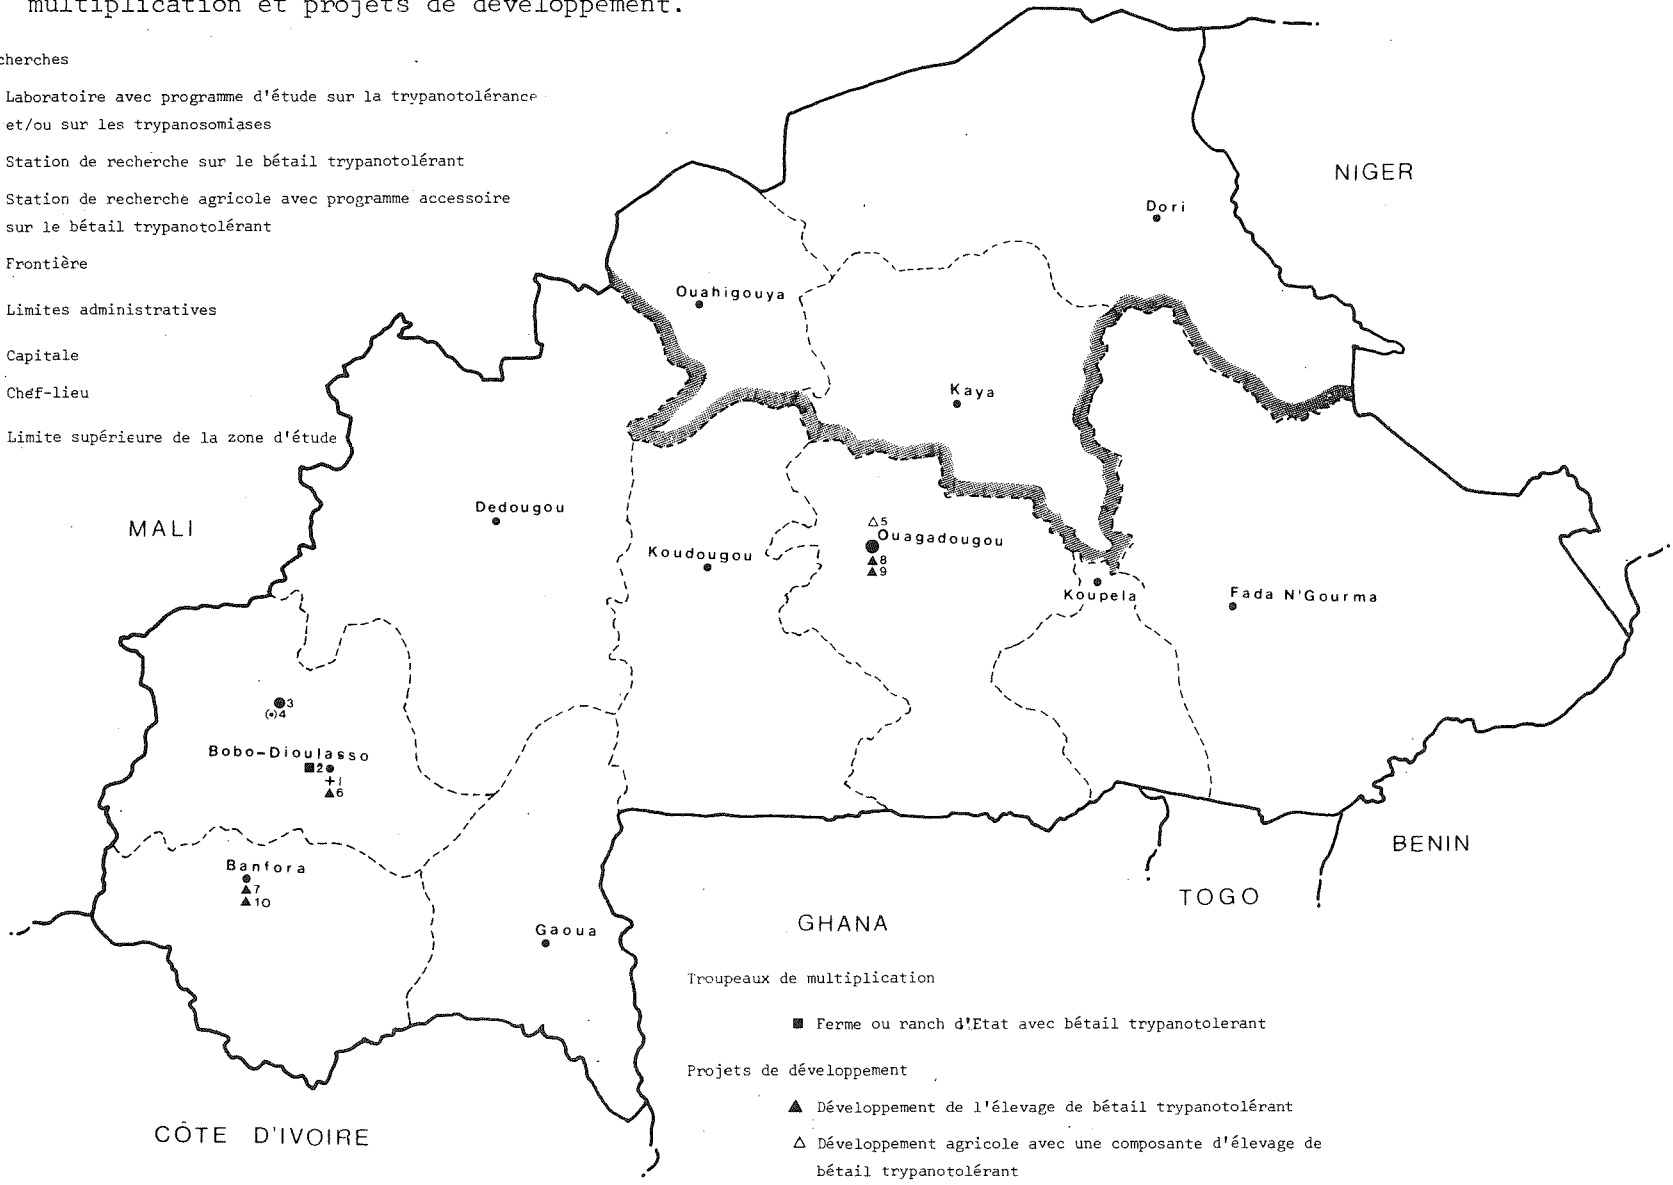 multiplication et projets de développement.
cherches
Laboratoire avec programme d'étude sur la trypanotolérance
et/ou sur les trypanosomiases
Station de recherche sur le bétail trypanotolérant
Station de recherche agricole avec programme accessoire
sur le bétail trypanotolérant
Frontière
Limites administratives
Capitale
Chef-lieu
Limite supérieure de la zone d'étude
NIGER
Dori
Ouahigouya
Kaya
MALI
Dedougou
Koudougou
5
Ouagadougou
8
9
Koupela
Fada N'Gourma
3
(•)4
Bobo-Dioulasso
2
+1
6
Banfora
7
10
Gaoua
BENIN
TOGO
GHANA
CÔTE D'IVOIRE
Troupeaux de multiplication
■ Ferme ou ranch d'Etat avec bétail trypanotolerant
Projets de développement
▲ Développement de l'élevage de bétail trypanotolérant
△ Développement agricole avec une composante d'élevage de
bétail trypanotolérant